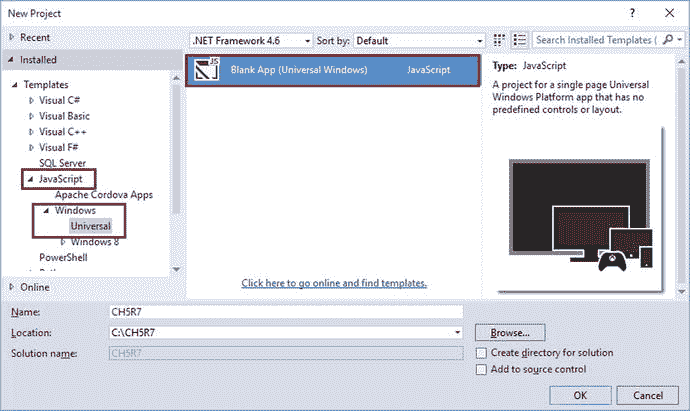 New Project
? X
Recent
Installed
.NET Framework 4.6
Sort by: Default
Search Installed Templates (
Templates
Visual C#
Visual Basic
Visual C++
Visual F#
SQL Server
JavaScript
Apache Cordova Apps
Windows
Universal
Windows 8
PowerShell
Online
JS
Blank App (Universal Windows) JavaScript
Click here to go online and find templates.
Type: JavaScript
A project for a single page Universal
Windows Platform app that has no
predefined controls or layout.
Name: CH5R7
Location: C:\CH5R7
Browse...
Solution name: CH5R7
Create directory for solution
Add to source control
OK Cancel